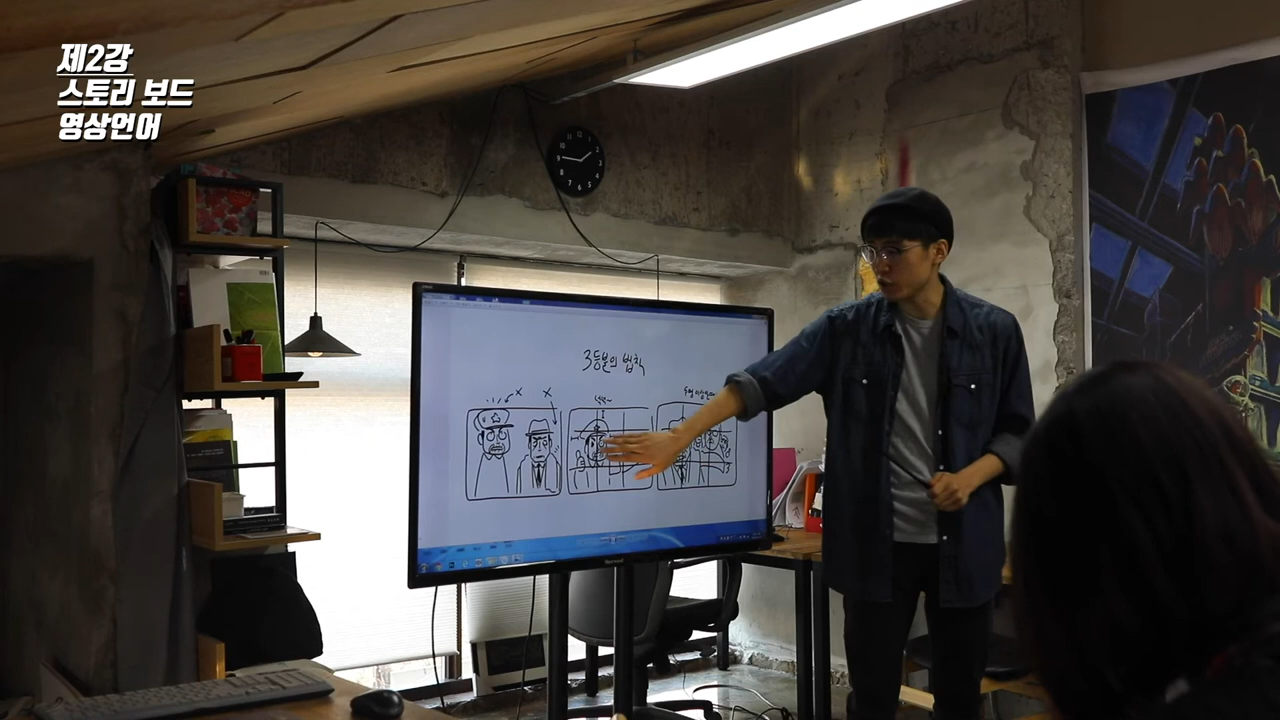 제2강
스토리 보드
영상언어
3등분의 법칙